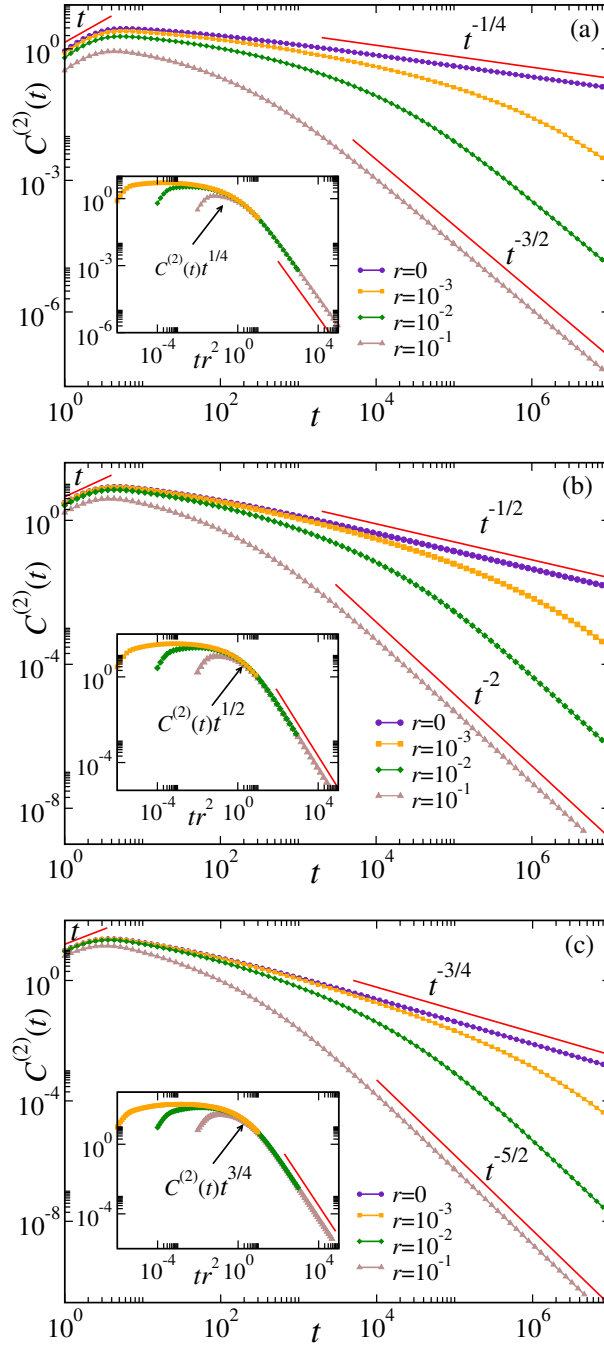 t
t^{-1/4}
(a)
10^0
C^{(2)}(t)
10^0
10^{-3}
C^{(2)}(t)t^{1/4}
t^{-3/2}
10^{-3}
r=0
r=10^{-3}
r=10^{-2}
r=10^{-1}
10^{-6}
10^{-6}
10^{-4} tr^2 10^0 10^4
10^0 10^2 t 10^4 10^6
t
t^{-1/2}
(b)
10^0
C^{(2)}(t)
10^0
10^{-4}
C^{(2)}(t)t^{1/2}
t^{-2}
r=0
r=10^{-3}
r=10^{-2}
r=10^{-1}
10^{-4}
10^{-8}
10^{-4} tr^2 10^0 10^4
10^0 10^2 t 10^4 10^6
t
t^{-3/4}
(c)
10^0
C^{(2)}(t)
10^0
10^{-4}
C^{(2)}(t)t^{3/4}
t^{-5/2}
r=0
r=10^{-3}
r=10^{-2}
r=10^{-1}
10^{-4}
10^{-8}
10^{-4} tr^2 10^0 10^4
10^0 10^2 t 10^4 10^6